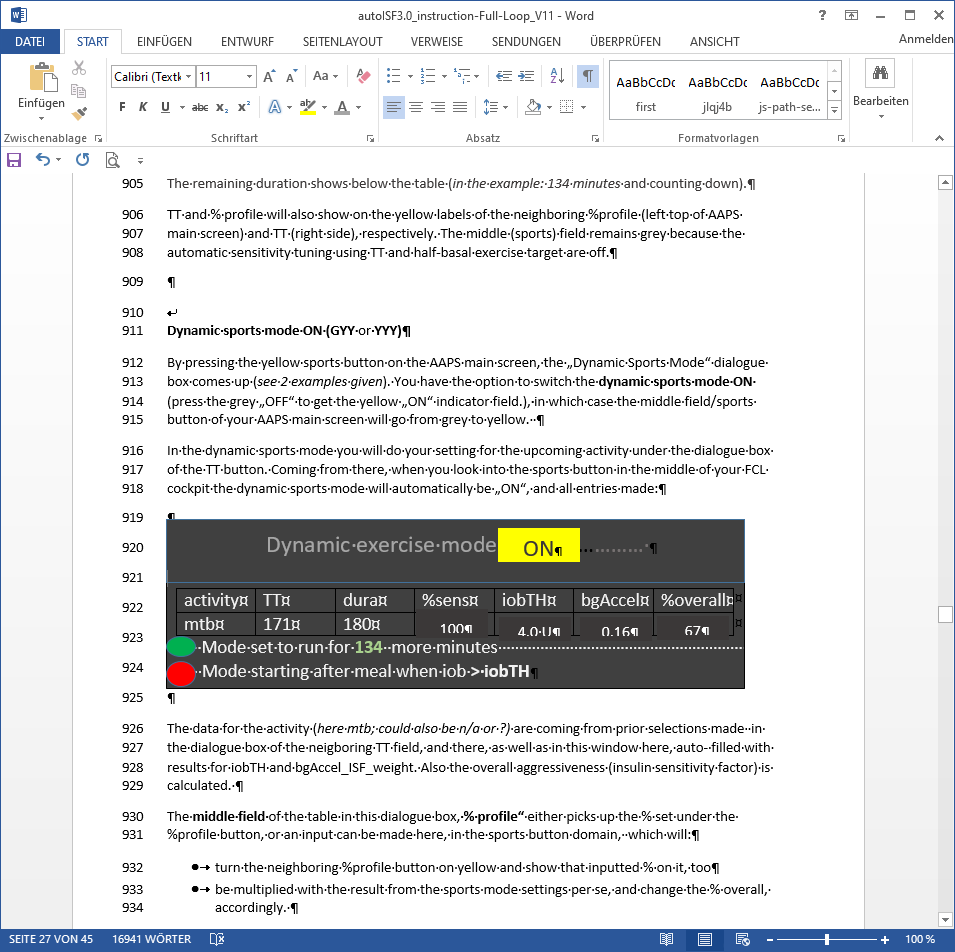 autoISF3.0_instruction-Full-Loop_V11 - Word
DATEI START EINFÜGEN ENTWURF SEITENLAYOUT VERWEISE SENDUNGEN ÜBERPRÜFEN ANSICHT Anmelden
Einfügen
Zwischenablage
Calibri (Textk 11
F K U abc x₂ x²
Schriftart
Absatz
AaBbCcDc AaBbCcDc AaBbCcDc
first jlqj4b js-path-se...
Formatvorlagen
Bearbeiten
905 The remaining duration shows below the table (in the example: 134 minutes and counting down).¶
906 TT and % profile will also show on the yellow labels of the neighboring %profile (left top of AAPS
907 main screen) and TT (right side), respectively. The middle (sports) field remains grey because the
908 automatic sensitivity tuning using TT and half-basal exercise target are off.¶
909 ¶
910 ↵
911 Dynamic sports mode ON (GYY or YYY)¶
912 By pressing the yellow sports button on the AAPS main screen, the „Dynamic Sports Mode“ dialogue
913 box comes up (see 2 examples given). You have the option to switch the dynamic sports mode ON
914 (press the grey „OFF“ to get the yellow „ON“ indicator field.), in which case the middle field/sports
915 button of your AAPS main screen will go from grey to yellow. ¶
916 In the dynamic sports mode you will do your setting for the upcoming activity under the dialogue box
917 of the TT button. Coming from there, when you look into the sports button in the middle of your FCL
918 cockpit the dynamic sports mode will automatically be „ON“, and all entries made:¶
919 ¶
920 Dynamic exercise mode ON¶ ............ ¶
921
922 activity¤ TT¤ dura¤ %sens¤ iobTH¤ bgAccel¤ %overall¤
923 mtb¤ 171¤ 180¤ 100¶ 4.0 U¶ 0.16¶ 67¶
Mode set to run for 134 more minutes
924 Mode starting after meal when iob > iobTH¶
925 ¶
926 The data for the activity (here mtb; could also be n/a or ?) are coming from prior selections made in
927 the dialogue box of the neigboring TT field, and there, as well as in this window here, auto- filled with
928 results for iobTH and bgAccel_ISF_weight. Also the overall aggressiveness (insulin sensitivity factor) is
929 calculated. ¶
930 The middle field of the table in this dialogue box, % profile“ either picks up the % set under the
931 %profile button, or an input can be made here, in the sports button domain, which will:¶
932 ● turn the neighboring %profile button on yellow and show that inputted % on it, too¶
933 ● be multiplied with the result from the sports mode settings per se, and change the % overall,
934 accordingly. ¶
SEITE 27 VON 45 16941 WÖRTER 100 %